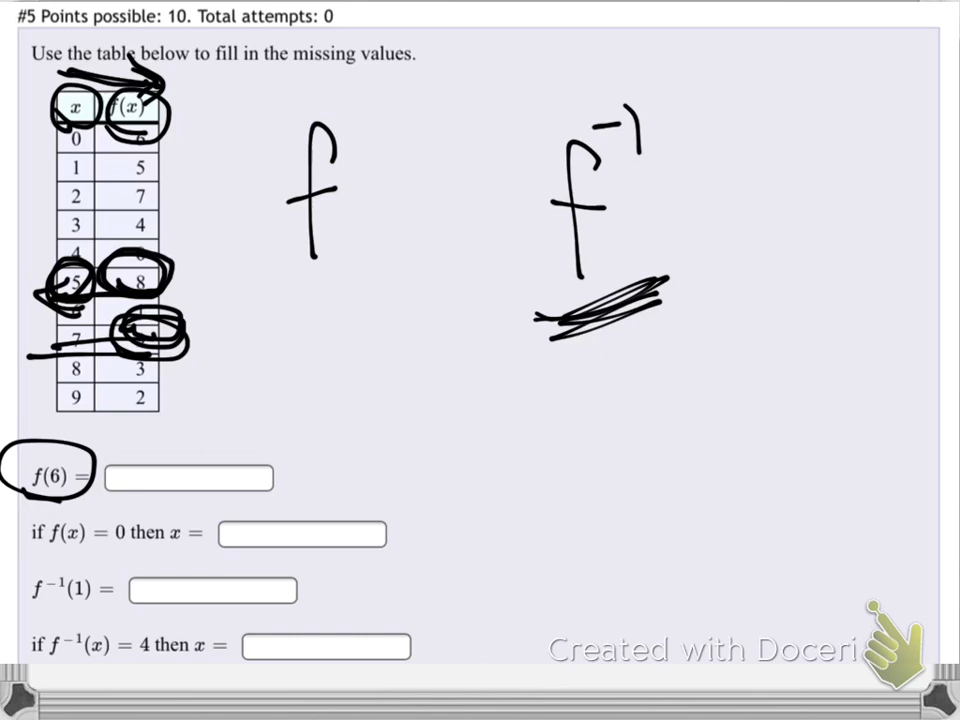 #5 Points possible: 10. Total attempts: 0
Use the table below to fill in the missing values.
x f(x)
0 6
1 5
2 7
3 4
4
5 8
7
8 3
9 2
f f⁻¹
f(6) =
if f(x) = 0 then x =
f⁻¹(1) =
if f⁻¹(x) = 4 then x =
Created with Doceri